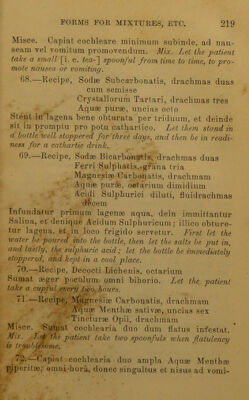 FORMS FOR MIXTURES, ETC. 219
Misce. Capiat cochleare minimum subinde, ad nau-
seam vel vomitum promovendum. Mix. Let the patient
take a small [i. e. tea-] spoonful from time to time, to pro-
mote nausea or vomiting.
68.—Recipe, Sodæ Subcarbonatis, drachmas duas
cum semisse
Crystallorum Tartari, drachmas tres
Aquæ puræ, uncias octo
Stent in lagena bene obturata per triduum, et deinde
sit in promptu pro potu cathartico. Let them stand in
a bottle well stoppered for three days, and then be in readi-
ness for a cathartic drink.
69.—Recipe, Sodæ Bicarbonatis, drachmas duas
Ferri Sulphatis, grana tria
Magnesiæ Carbonatis, drachmam
Aquæ puræ, octarium dimidium
Acidi Sulphurici diluti, fluidrachmas
decem
Infundatur primum lagenæ aqua, dein immittantur
Salina, et denique Acidum Sulphuricum; illico obture-
tur lagena, et in loco frigido servetur. First let the
water be poured into the bottle, then let the salts be put in,
and lastly, the sulphuric acid; let the bottle be immediately
stoppered, and kept in a cool place.
70.—Recipe, Decocti Lichenis, octarium
Sumat æger poculum omni bihorio. Let the patient
take a cupful every two hours.
71.—Recipe, Magnesiæ Carbonatis, drachmam
Aquæ Menthæ sativæ, uncias sex
Tincturæ Opii, drachmam
Misce. Sumat cochlearia duo dum flatus infestat.
Mix. Let the patient take two spoonfuls when flatulency
is troublesome.
72.—Capiat cochlearia duo ampla Aquæ Menthæ
piperitæ, omni horâ, donec singultus et nisus ad vomi-